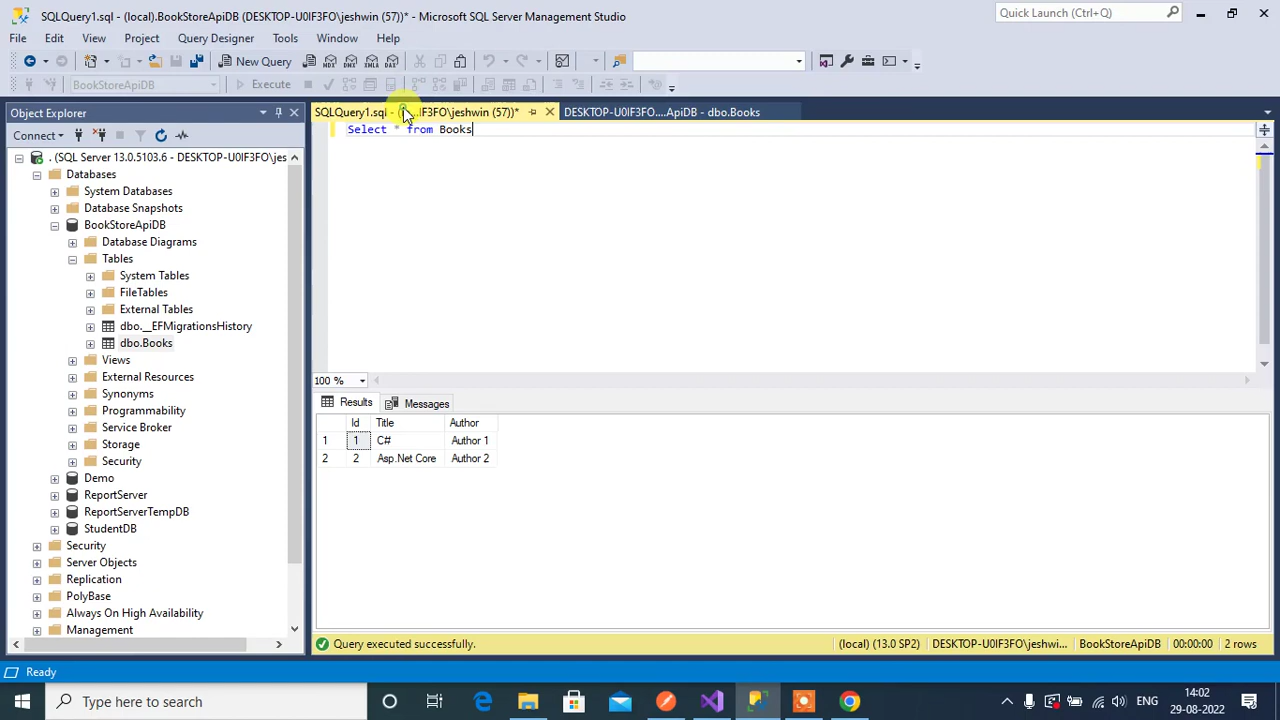 SQLQuery1.sql - (local).BookStoreApiDB (DESKTOP-U0IF3FO\jeshwin (57))* - Microsoft SQL Server Management Studio
Quick Launch (Ctrl+Q)
File Edit View Project Query Designer Tools Window Help
New Query
BookStoreApiDB Execute
Object Explorer
SQLQuery1.sql - (...IF3FO\jeshwin (57))*
DESKTOP-U0IF3FO....ApiDB - dbo.Books
Connect
Select * from Books
. (SQL Server 13.0.5103.6 - DESKTOP-U0IF3FO\jes
Databases
System Databases
Database Snapshots
BookStoreApiDB
Database Diagrams
Tables
System Tables
FileTables
External Tables
dbo.__EFMigrationsHistory
dbo.Books
Views
External Resources
Synonyms
Programmability
Service Broker
Storage
Security
Demo
ReportServer
ReportServerTempDB
StudentDB
Security
Server Objects
Replication
PolyBase
Always On High Availability
Management
100 %
Results Messages
Id Title Author
1 1 C# Author 1
2 2 Asp.Net Core Author 2
Query executed successfully. (local) (13.0 SP2) DESKTOP-U0IF3FO\jeshwi... BookStoreApiDB 00:00:00 2 rows
Ready
Type here to search
ENG
14:02
29-08-2022